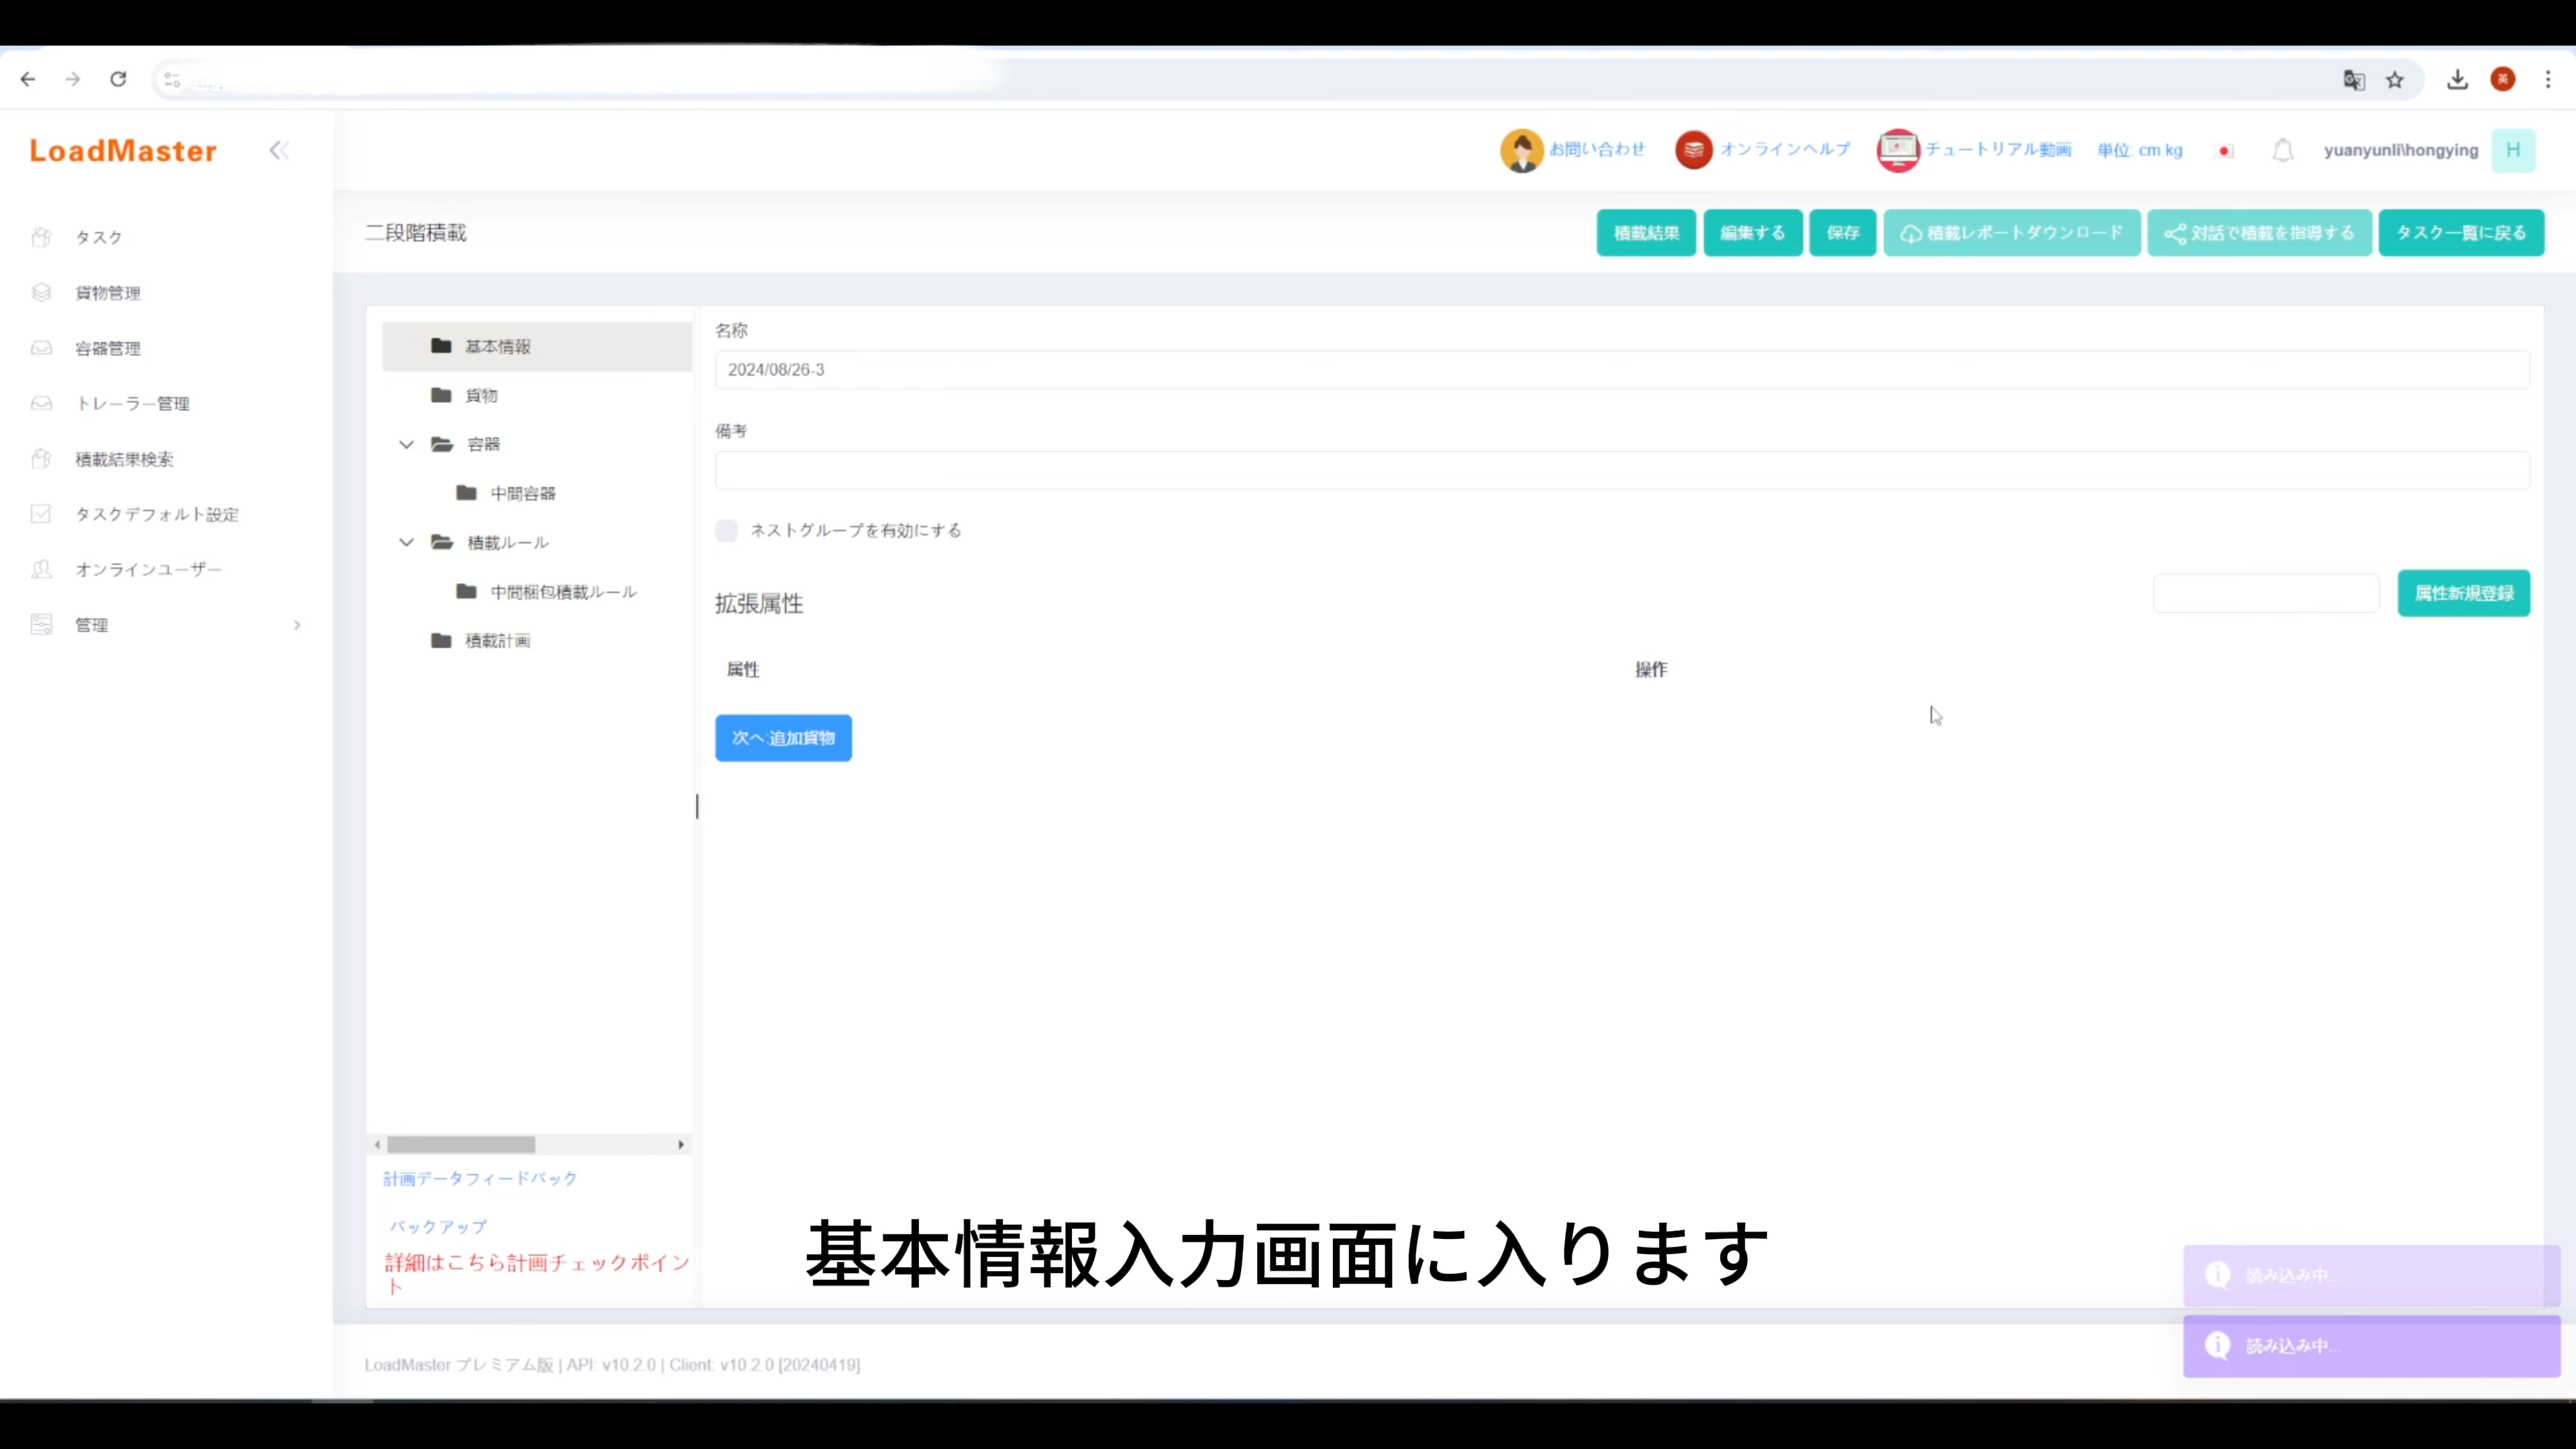 LoadMaster
お問い合わせ
オンラインヘルプ
チュートリアル動画
単位: cm kg
yuanyunli\hongying
H
英
タスク
貨物管理
容器管理
トレーラー管理
積載結果検索
タスクデフォルト設定
オンラインユーザー
管理
二段階積載
積載結果
編集する
保存
積載レポートダウンロード
対話で積載を指導する
タスク一覧に戻る
基本情報
貨物
容器
中間容器
積載ルール
中間梱包積載ルール
積載計画
計画データフィードバック
バックアップ
詳細はこちら計画チェックポイン
ト
名称
2024/08/26-3
備考
ネストグループを有効にする
拡張属性
属性新規登録
属性
操作
次へ:追加貨物
基本情報入力画面に入ります
読み込み中...
読み込み中...
LoadMaster プレミアム版 | API: v10.2.0 | Client: v10.2.0 [20240419]